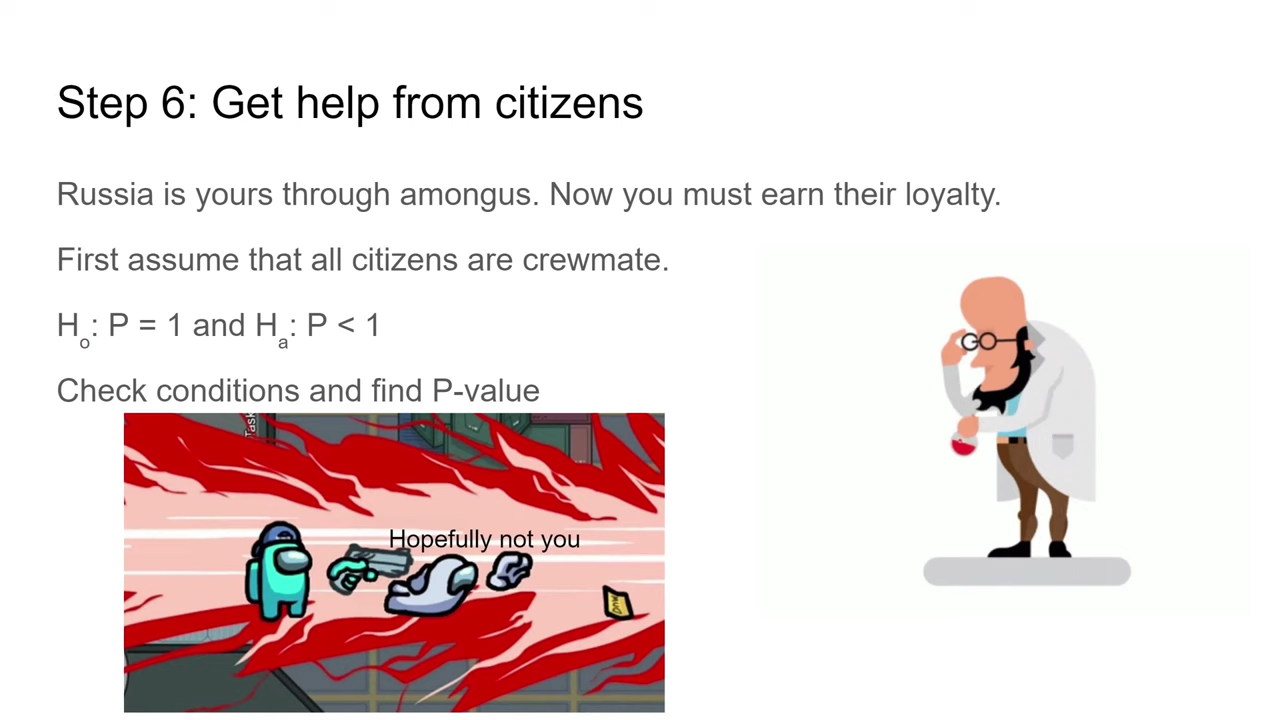 Step 6: Get help from citizens
Russia is yours through amongus. Now you must earn their loyalty.
First assume that all citizens are crewmate.
Ho: P = 1 and Ha: P < 1
Check conditions and find P-value
Task
Hopefully not you